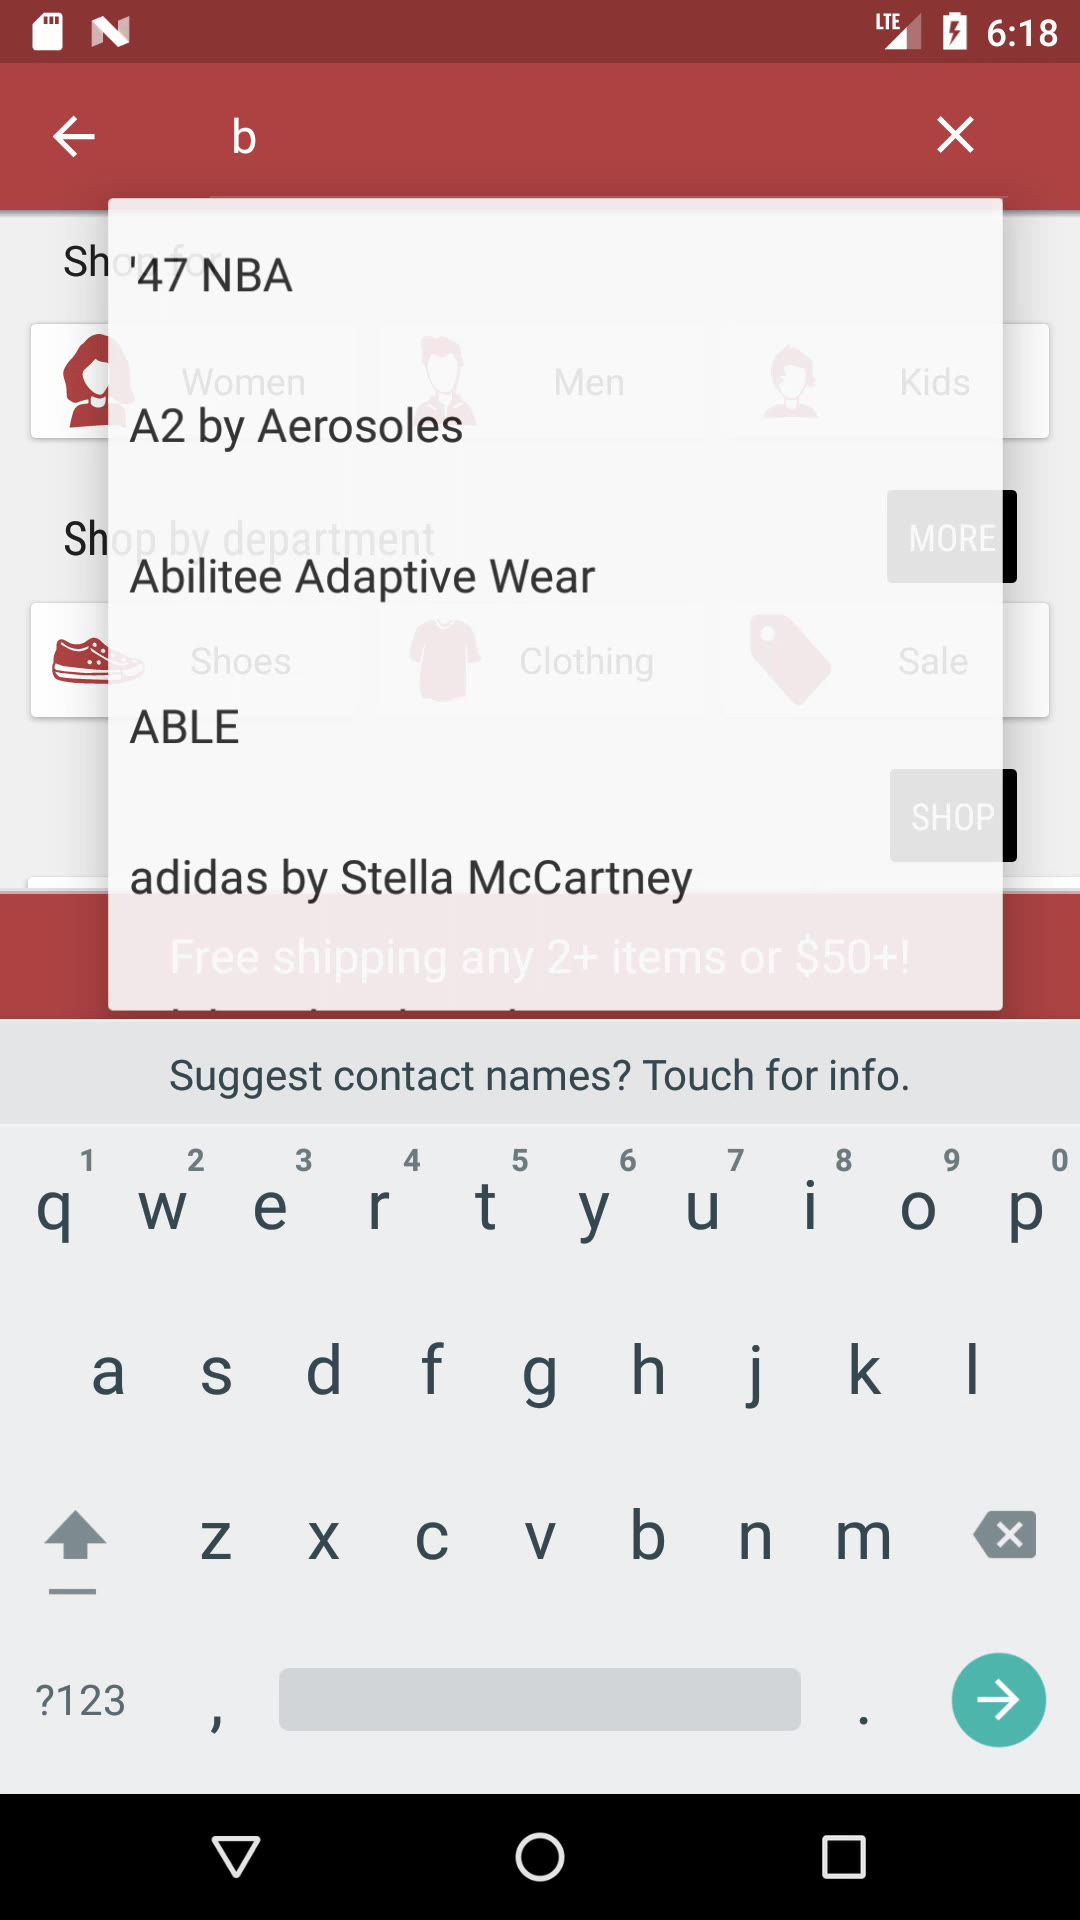 LTE 6:18
b
Shop for
'47 NBA
Women Men Kids
A2 by Aerosoles
Shop by department MORE
Abilitee Adaptive Wear
Shoes Clothing Sale
ABLE
SHOP
adidas by Stella McCartney
Free shipping any 2+ items or $50+!
Suggest contact names? Touch for info.
1 2 3 4 5 6 7 8 9 0
q w e r t y u i o p
a s d f g h j k l
z x c v b n m
?123 , .